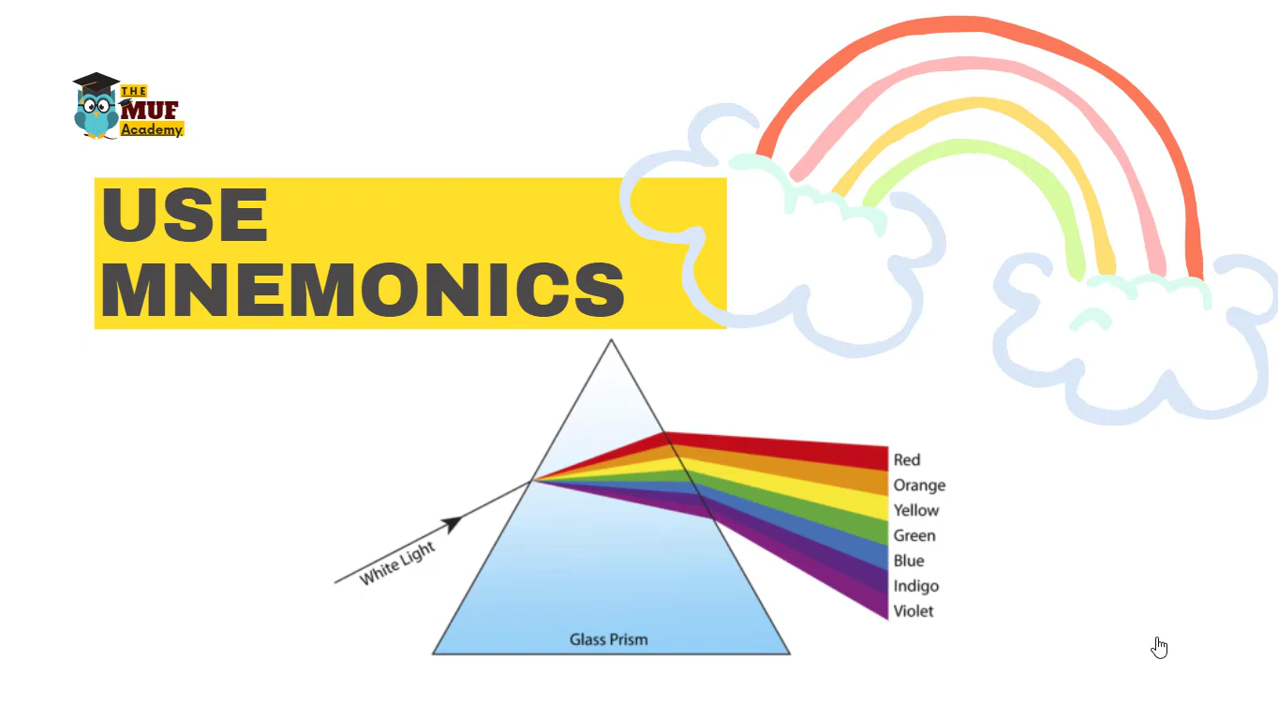 THE
MUF
Academy
USE
MNEMONICS
White Light
Glass Prism
Red
Orange
Yellow
Green
Blue
Indigo
Violet